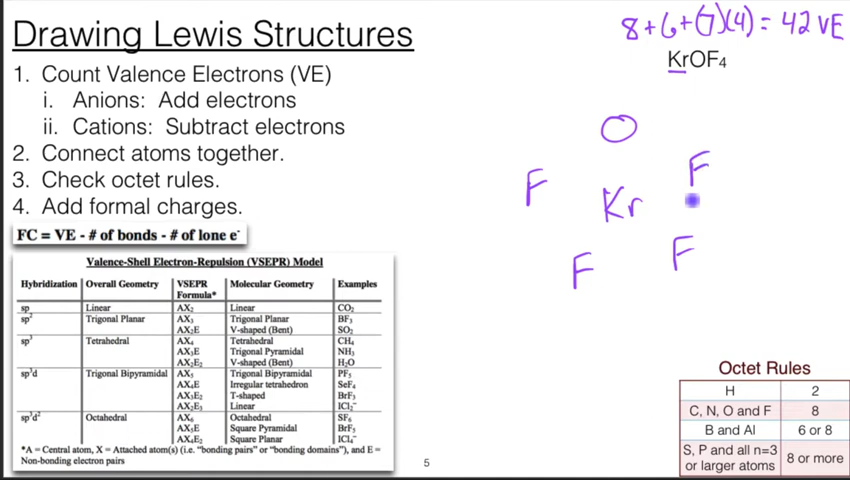 Drawing Lewis Structures
1. Count Valence Electrons (VE)
i. Anions: Add electrons
ii. Cations: Subtract electrons
2. Connect atoms together.
3. Check octet rules.
4. Add formal charges.
FC = VE - # of bonds - # of lone e⁻
Valence-Shell Electron-Repulsion (VSEPR) Model
Hybridization Overall Geometry VSEPR Formula* Molecular Geometry Examples
sp Linear AX₂ Linear CO₂
sp² Trigonal Planar AX₃ Trigonal Planar BF₃
AX₂E V-shaped (Bent) SO₂
sp³ Tetrahedral AX₄ Tetrahedral CH₄
AX₃E Trigonal Pyramidal NH₃
AX₂E₂ V-shaped (Bent) H₂O
sp³d Trigonal Bipyramidal AX₅ Trigonal Bipyramidal PF₅
AX₄E Irregular tetrahedron SeF₄
AX₃E₂ T-shaped BrF₃
AX₂E₃ Linear ICl₂⁻
sp³d² Octahedral AX₆ Octahedral SF₆
AX₅E Square Pyramidal BrF₅
AX₄E₂ Square Planar ICl₄⁻
*A = Central atom, X = Attached atom(s) (i.e. "bonding pairs" or "bonding domains"), and E =
Non-bonding electron pairs
8+6+(7)(4) = 42 VE
KrOF₄
O
F F
Kr
F F
5
Octet Rules
H 2
C, N, O and F 8
B and Al 6 or 8
S, P and all n=3
or larger atoms 8 or more